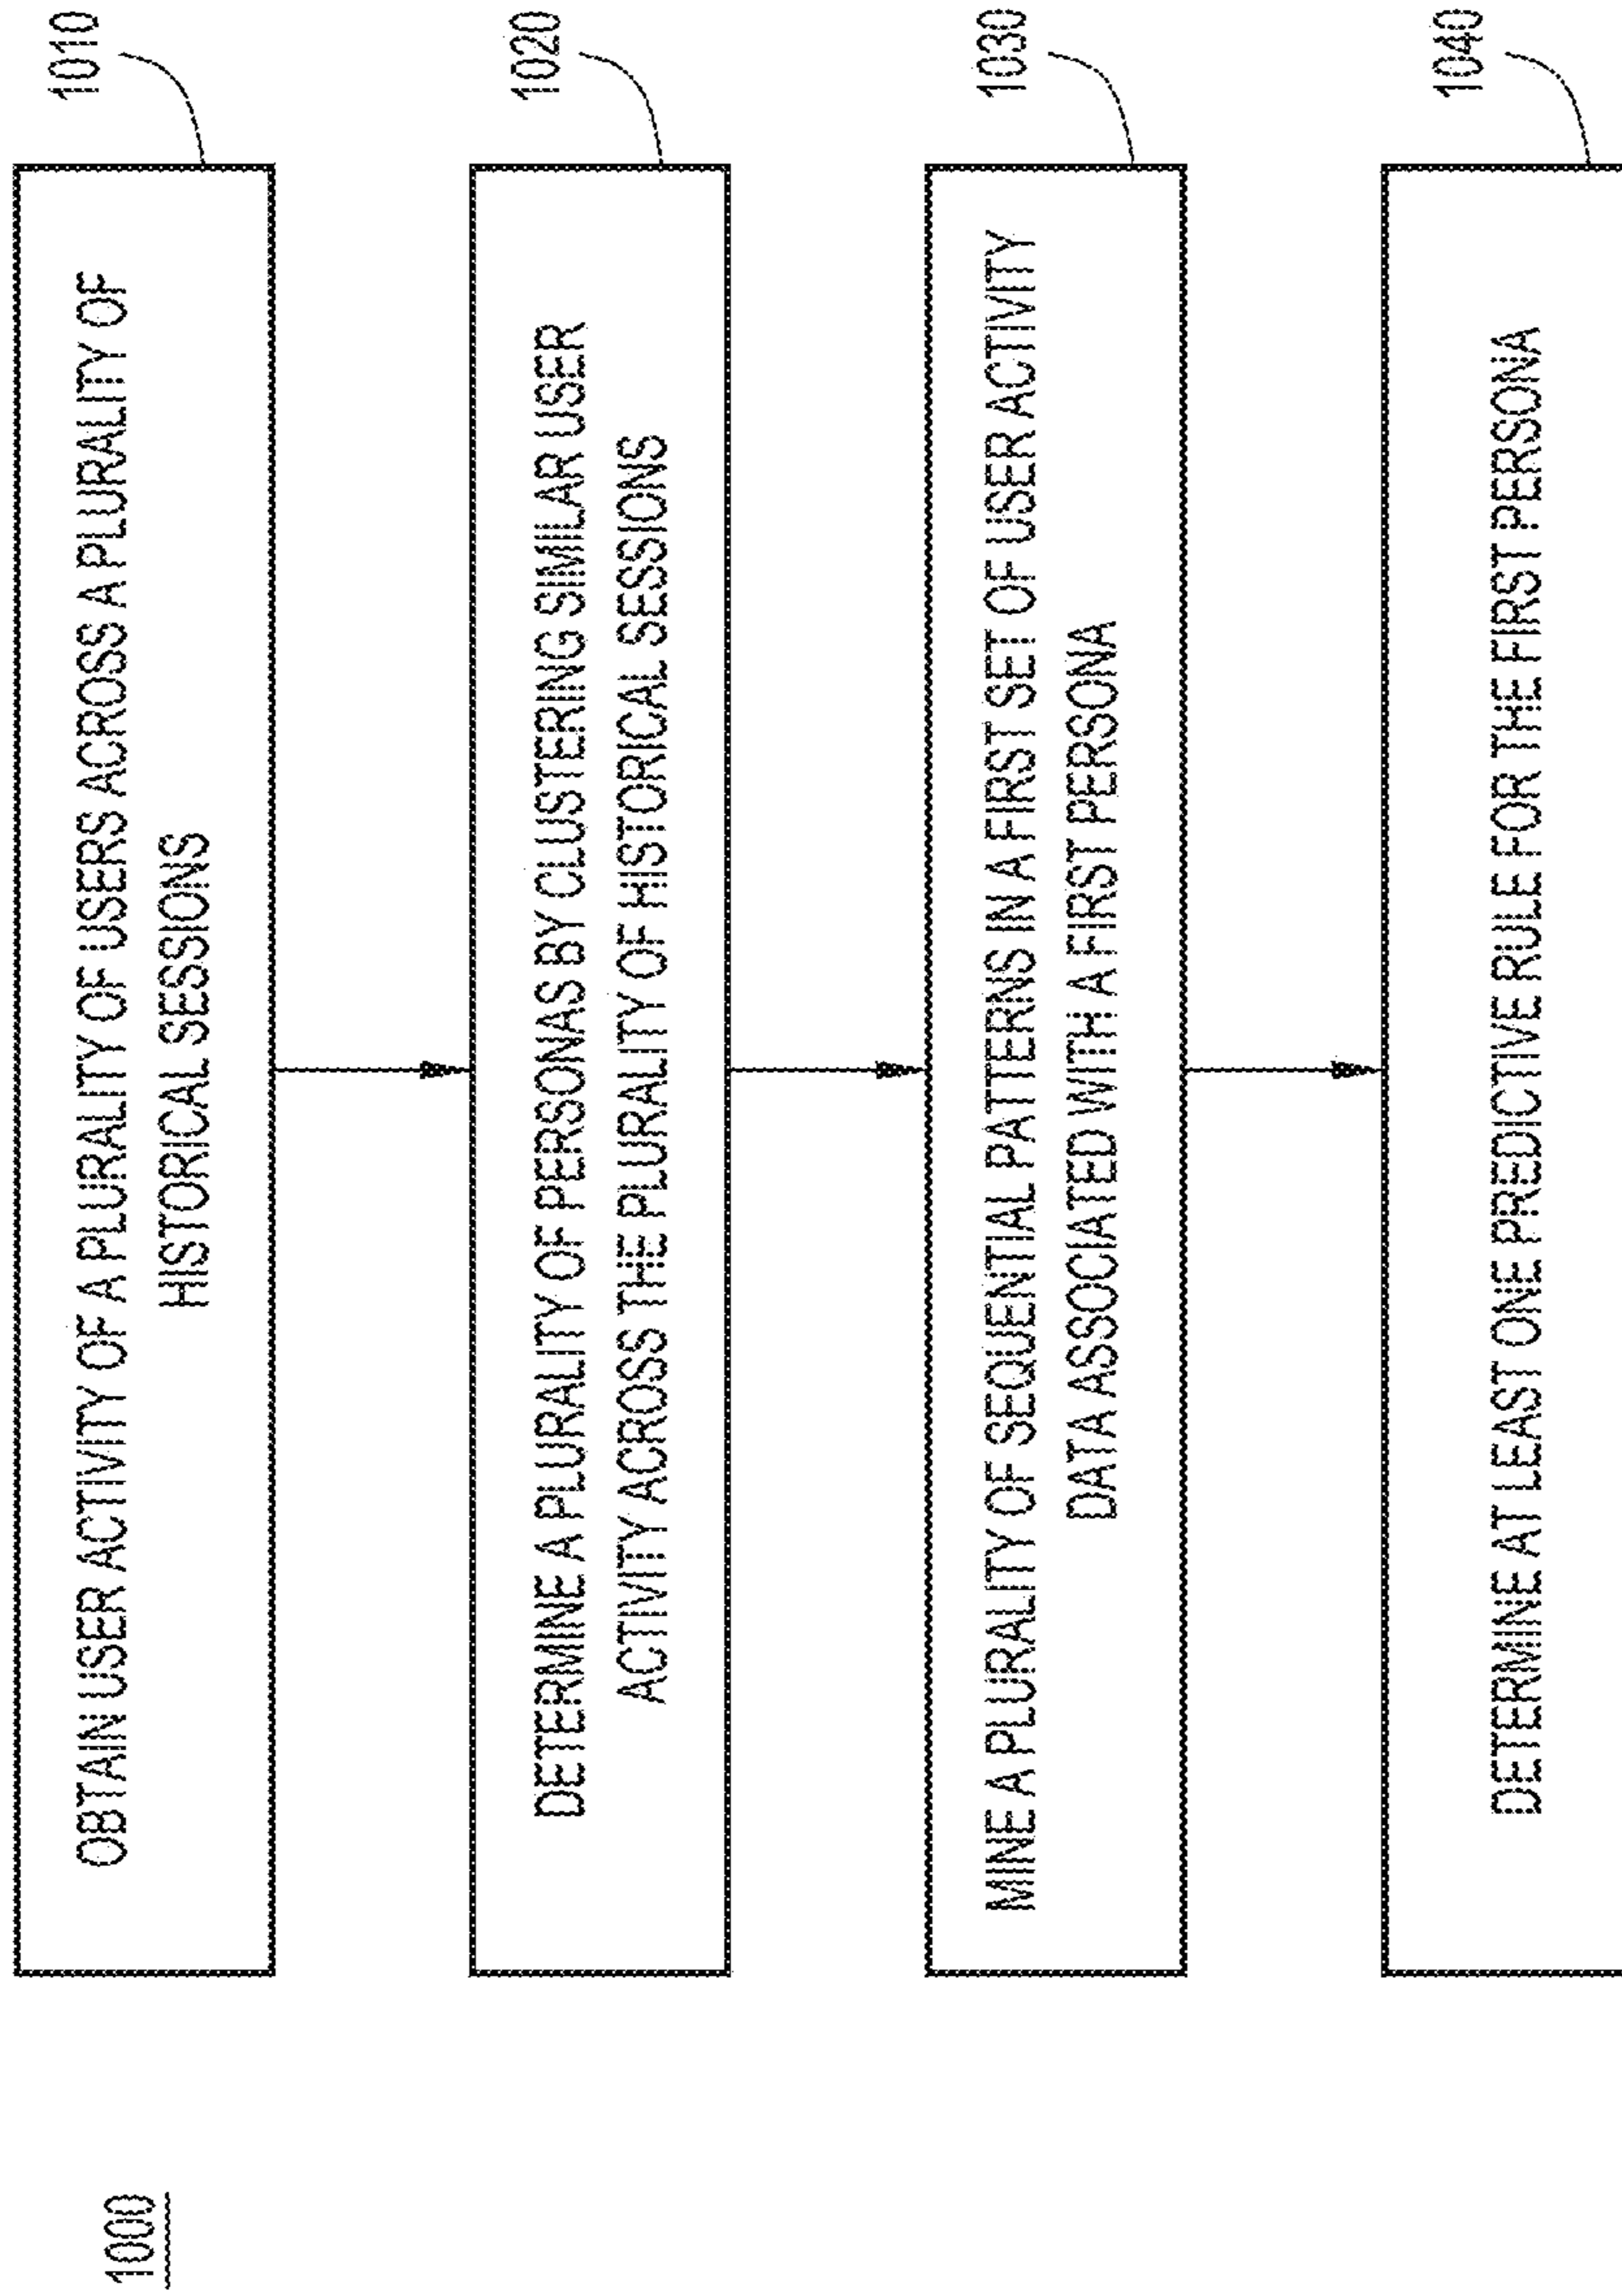 1000
OBTAIN USER ACTIVITY OF A PLURALITY OF USERS ACROSS A PLURALITY OF
HISTORICAL SESSIONS
1010
DETERMINE A PLURALITY OF PERSONAS BY CLUSTERING SIMILAR USER
ACTIVITY ACROSS THE PLURALITY OF HISTORICAL SESSIONS
1020
MINE A PLURALITY OF SEQUENTIAL PATTERNS IN A FIRST SET OF USER ACTIVITY
DATA ASSOCIATED WITH A FIRST PERSONA
1030
DETERMINE AT LEAST ONE PREDICTIVE RULE FOR THE FIRST PERSONA
1040